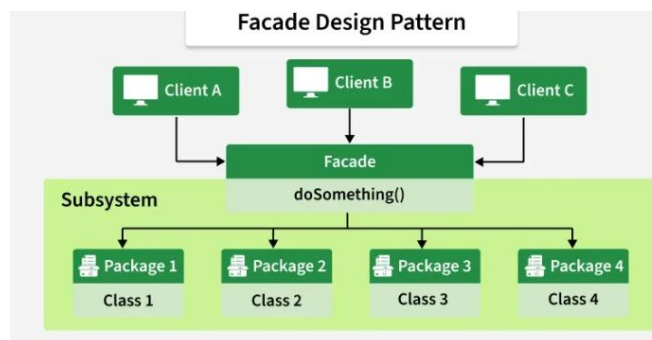 Facade Design Pattern
Client A
Client B
Client C
Facade
doSomething()
Subsystem
Package 1
Package 2
Package 3
Package 4
Class 1
Class 2
Class 3
Class 4